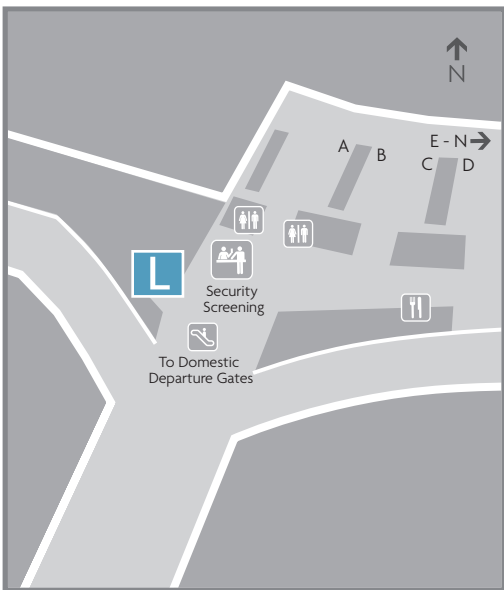 N
E - N
A
B
C
D
L
Security
Screening
To Domestic
Departure Gates